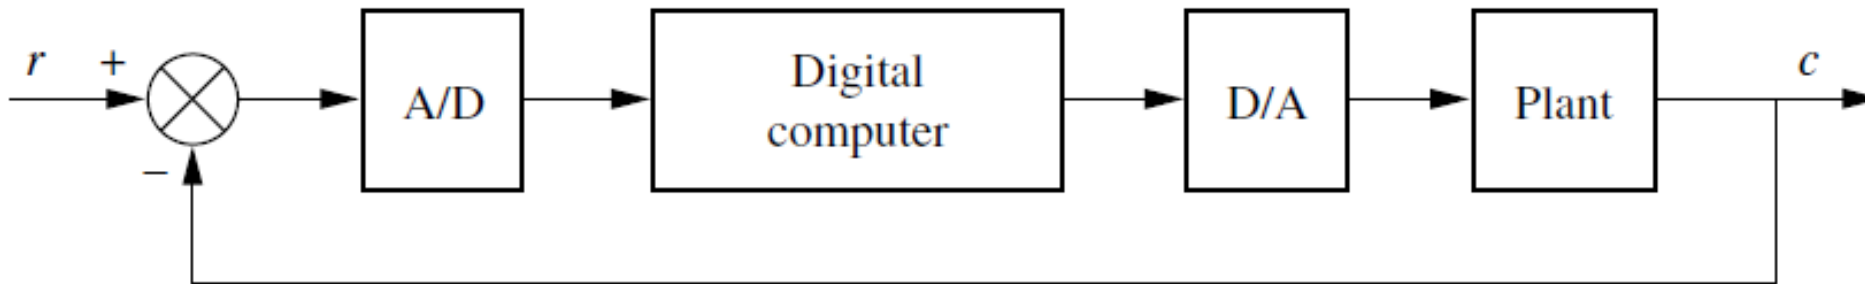 r
+
−
A/D
Digital
computer
D/A
Plant
c